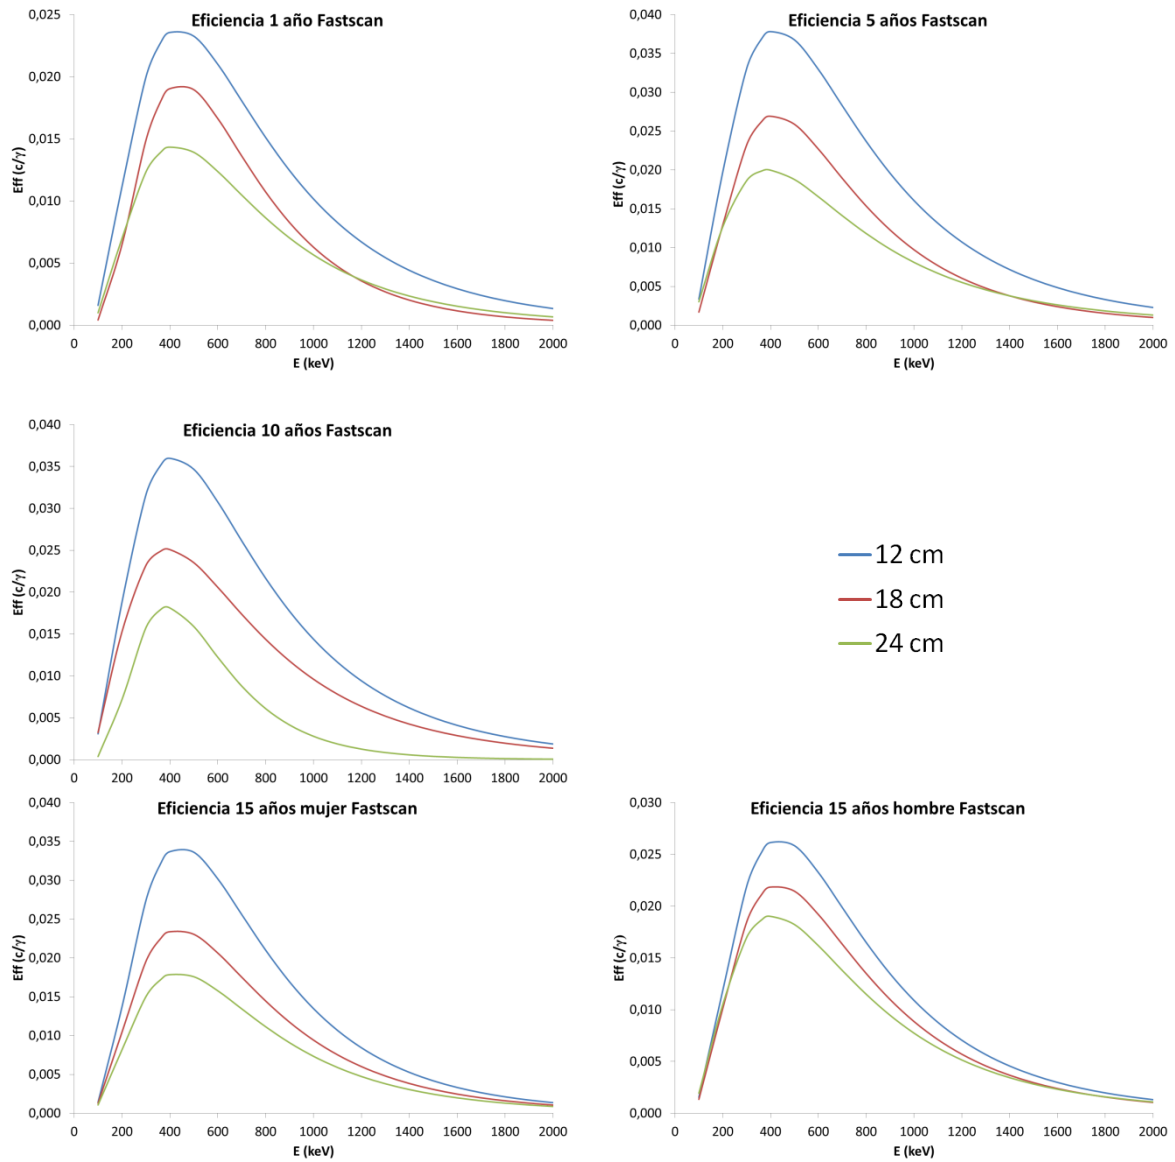 Eficiencia 1 año Fastscan
0,025
0,020
0,015
0,010
0,005
0,000
Eff (c/γ)
0 200 400 600 800 1000 1200 1400 1600 1800 2000
E (keV)
Eficiencia 5 años Fastscan
0,040
0,035
0,030
0,025
0,020
0,015
0,010
0,005
0,000
Eff (c/γ)
0 200 400 600 800 1000 1200 1400 1600 1800 2000
E (keV)
Eficiencia 10 años Fastscan
0,040
0,035
0,030
0,025
0,020
0,015
0,010
0,005
0,000
Eff (c/γ)
0 200 400 600 800 1000 1200 1400 1600 1800 2000
E (keV)
12 cm
18 cm
24 cm
Eficiencia 15 años mujer Fastscan
0,040
0,035
0,030
0,025
0,020
0,015
0,010
0,005
0,000
Eff (c/γ)
0 200 400 600 800 1000 1200 1400 1600 1800 2000
E (keV)
Eficiencia 15 años hombre Fastscan
0,030
0,025
0,020
0,015
0,010
0,005
0,000
Eff (c/γ)
0 200 400 600 800 1000 1200 1400 1600 1800 2000
E (keV)